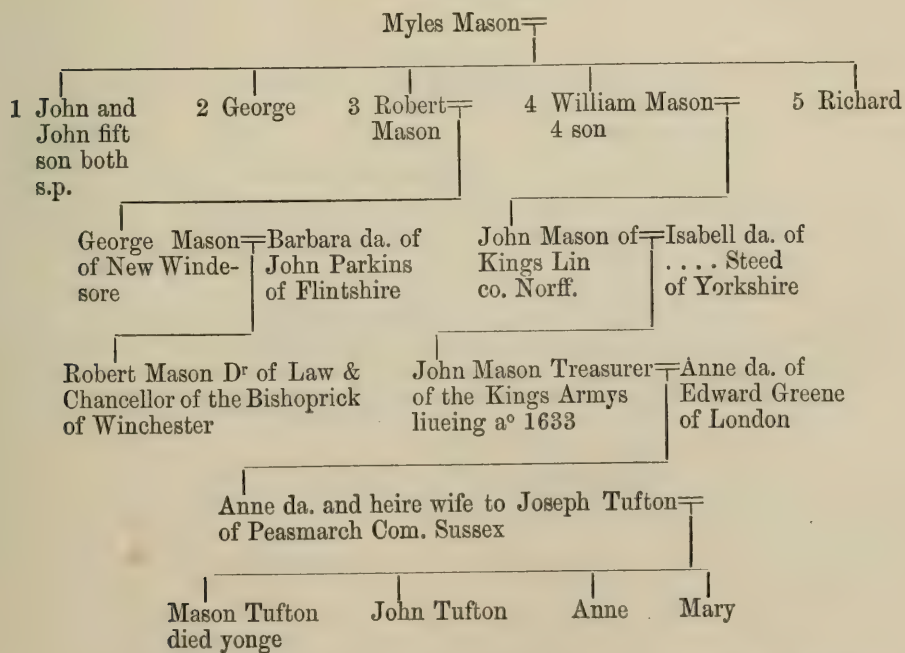 Myles Mason
1 John and
John fift
son both
s.p.
2 George
3 Robert
Mason
4 William Mason
4 son
5 Richard
George Mason
of New Winde-
sore
Barbara da. of
John Parkins
of Flintshire
John Mason of
Kings Lin
co. Norff.
Isabell da. of
. . . . Steed
of Yorkshire
Robert Mason Dʳ of Law &
Chancellor of the Bishoprick
of Winchester
John Mason Treasurer
of the Kings Armys
liueing aº 1633
Anne da. of
Edward Greene
of London
Anne da. and heire wife to Joseph Tufton
of Peasmarch Com. Sussex
Mason Tufton
died yonge
John Tufton
Anne
Mary